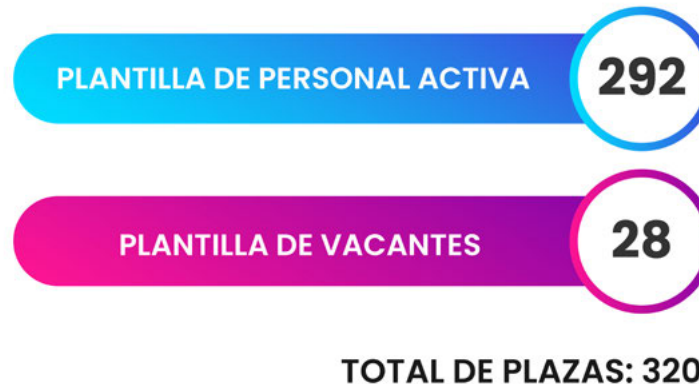 PLANTILLA DE PERSONAL ACTIVA 292
PLANTILLA DE VACANTES 28
TOTAL DE PLAZAS: 320